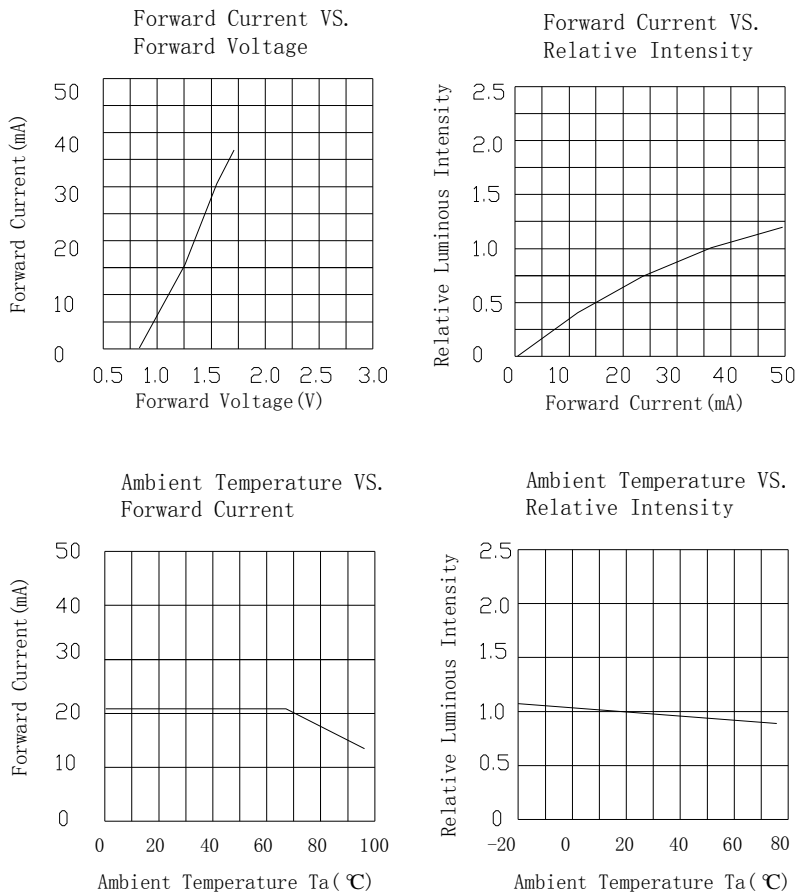 Forward Current VS.
Forward Voltage
Forward Current(mA)
50
40
30
20
10
0
0.5 1.0 1.5 2.0 2.5 3.0
Forward Voltage(V)
Forward Current VS.
Relative Intensity
Relative Luminous Intensity
2.5
2.0
1.5
1.0
0.5
0
0 10 20 30 40 50
Forward Current(mA)
Ambient Temperature VS.
Forward Current
Forward Current(mA)
50
40
30
20
10
0
0 20 40 60 80 100
Ambient Temperature Ta(℃)
Ambient Temperature VS.
Relative Intensity
Relative Luminous Intensity
2.5
2.0
1.5
1.0
0.5
0
-20 0 20 40 60 80
Ambient Temperature Ta(℃)